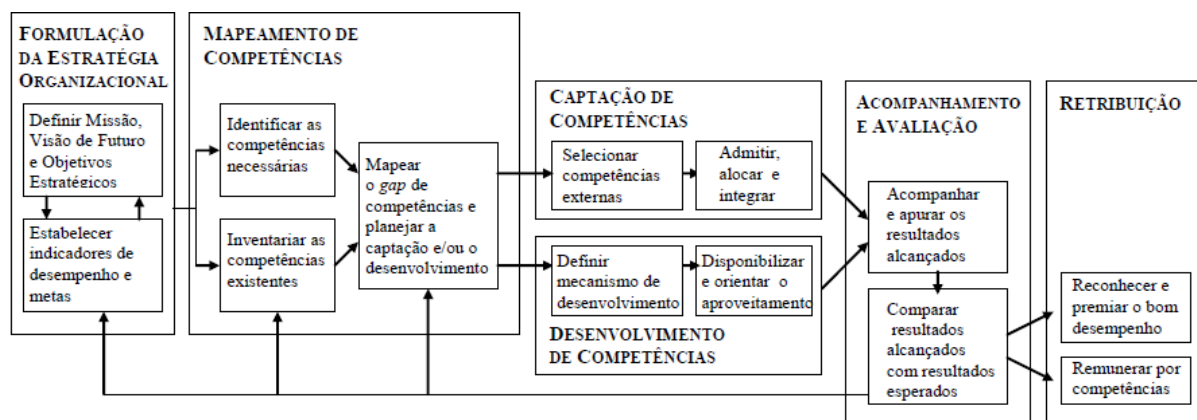 FORMULAÇÃO
DA ESTRATÉGIA
ORGANIZACIONAL
Definir Missão,
Visão de Futuro
e Objetivos
Estratégicos
Estabelecer
indicadores de
desempenho e
metas
MAPEAMENTO DE
COMPETÊNCIAS
Identificar as
competências
necessárias
Inventariar as
competências
existentes
Mapear
o gap de
competências e
planejar a
captação e/ou o
desenvolvimento
CAPTAÇÃO DE
COMPETÊNCIAS
Selecionar
competências
externas
Admitir,
alocar e
integrar
Definir
mecanismo de
desenvolvimento
Disponibilizar
e orientar o
aproveitamento
DESENVOLVIMENTO
DE COMPETÊNCIAS
ACOMPANHAMENTO
E AVALIAÇÃO
Acompanhar
e apurar os
resultados
alcançados
Comparar
resultados
alcançados
com resultados
esperados
RETRIBUIÇÃO
Reconhecer e
premiar o bom
desempenho
Remunerar por
competências